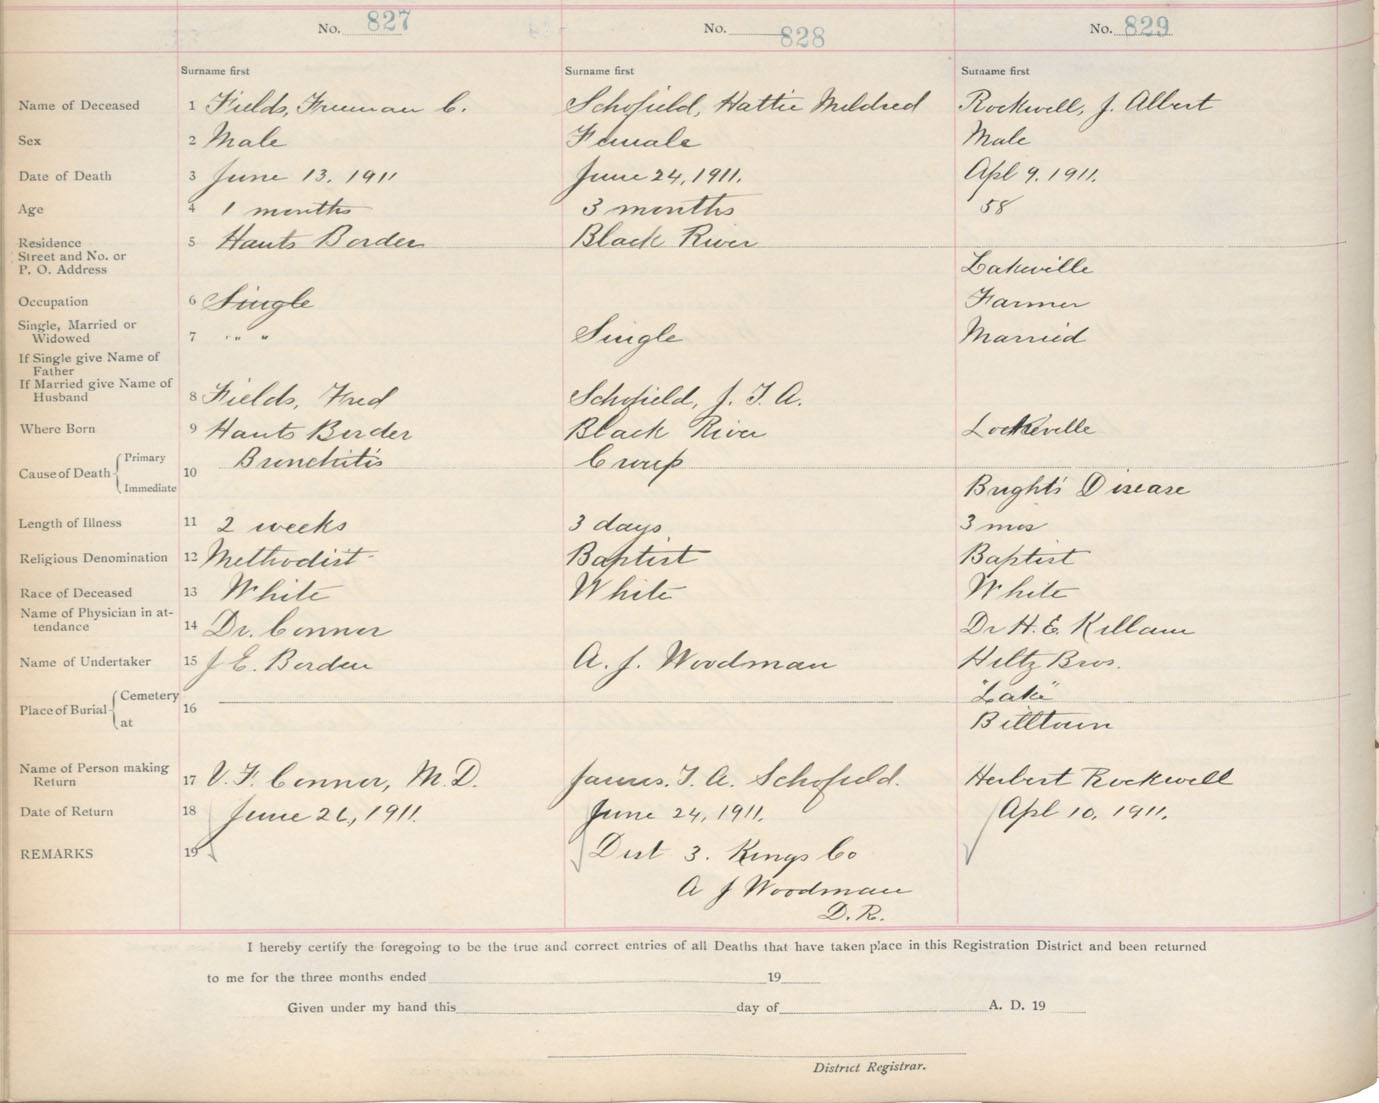 No. 827 No. 828 No. 829
Surname first Surname first Surname first
Name of Deceased 1 Fields, Freeman C. Schofield, Hattie Mildred Rockwell, J. Albert
Sex 2 Male Female Male
Date of Death 3 June 13, 1911 June 24, 1911. Apl 9. 1911.
Age 4 1 months 3 months 58
Residence 5 Hants Border Black River
Street and No. or
P. O. Address Lakeville
Occupation 6 Single Farmer
Single, Married or
Widowed 7 " " " Single Married
If Single give Name of
Father
If Married give Name of
Husband 8 Fields, Fred Schofield, J. T. A.
Where Born 9 Hants Border Black River Lockeville
Cause of Death Primary 10 Bronchitis Croup
Immediate Bright's Disease
Length of Illness 11 2 weeks 3 days 3 mos
Religious Denomination 12 Methodist Baptist Baptist
Race of Deceased 13 White White White
Name of Physician in at-
tendance 14 Dr. Connor Dr H. E. Killam
Name of Undertaker 15 J E. Borden A. J. Woodman Hiltz Bros.
Place of Burial Cemetery 16 "Lake"
at Billtown
Name of Person making
Return 17 V. F. Connor, M. D. James. T. A. Schofield. Herbert Rockwell
Date of Return 18 June 26, 1911. June 24, 1911. Apl 10, 1911.
REMARKS 19 Dist 3. Kings Co
A J Woodman
D. R.
I hereby certify the foregoing to be the true and correct entries of all Deaths that have taken place in this Registration District and been returned
to me for the three months ended 19
Given under my hand this day of A. D. 19
District Registrar.